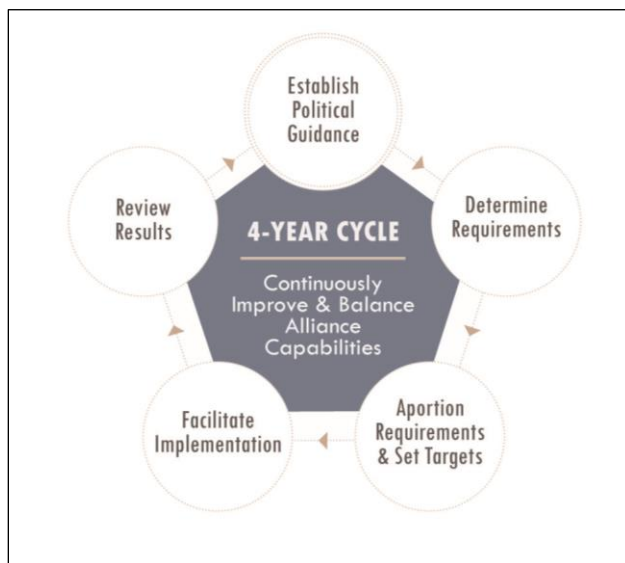 Establish
Political
Guidance
Determine
Requirements
Aportion
Requirements
& Set Targets
Facilitate
Implementation
Review
Results
4-YEAR CYCLE
Continuously
Improve & Balance
Alliance
Capabilities